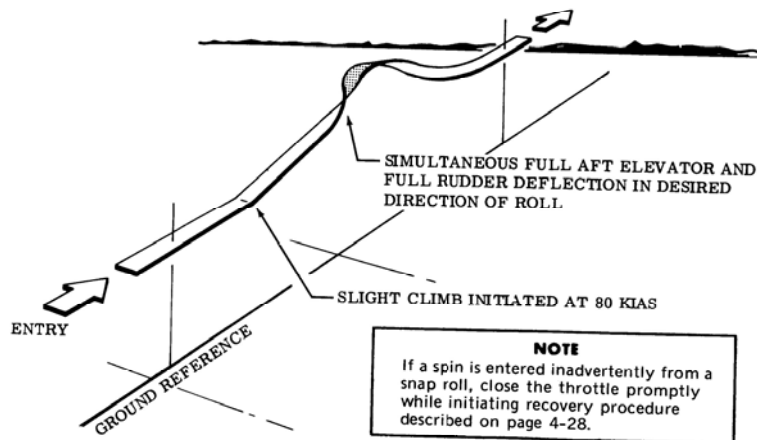 SIMULTANEOUS FULL AFT ELEVATOR AND
FULL RUDDER DEFLECTION IN DESIRED
DIRECTION OF ROLL
SLIGHT CLIMB INITIATED AT 80 KIAS
ENTRY
GROUND REFERENCE
NOTE
If a spin is entered inadvertently from a
snap roll, close the throttle promptly
while initiating recovery procedure
described on page 4-28.